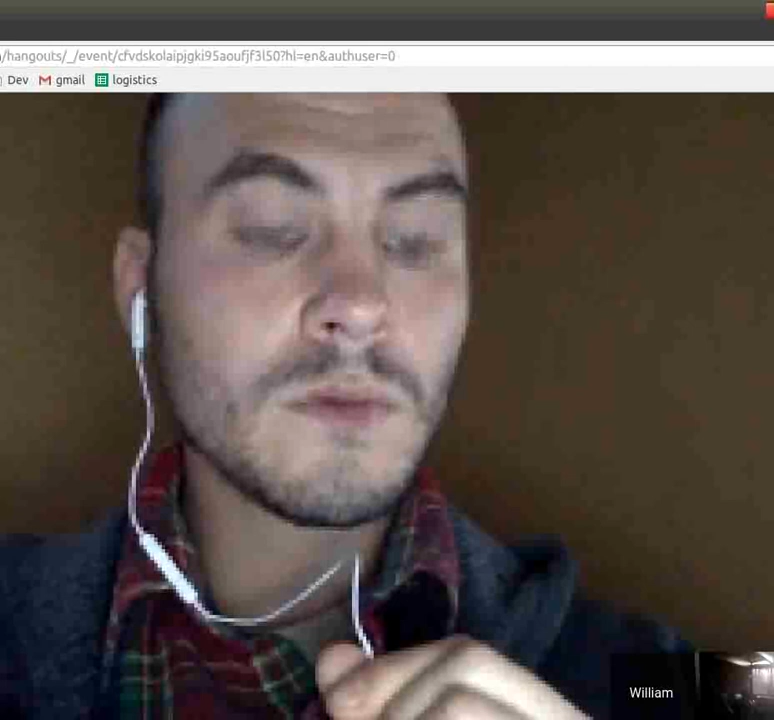 /hangouts/_/event/cfvdskolaipjgki95aoufjf3l50?hl=en&authuser=0
Dev gmail logistics
William